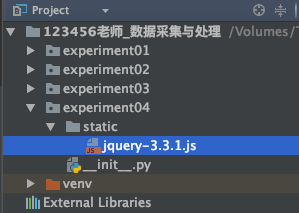 Project
123456老师_数据采集与处理 /Volumes/
experiment01
experiment02
experiment03
experiment04
static
jquery-3.3.1.js
__init__.py
venv
External Libraries